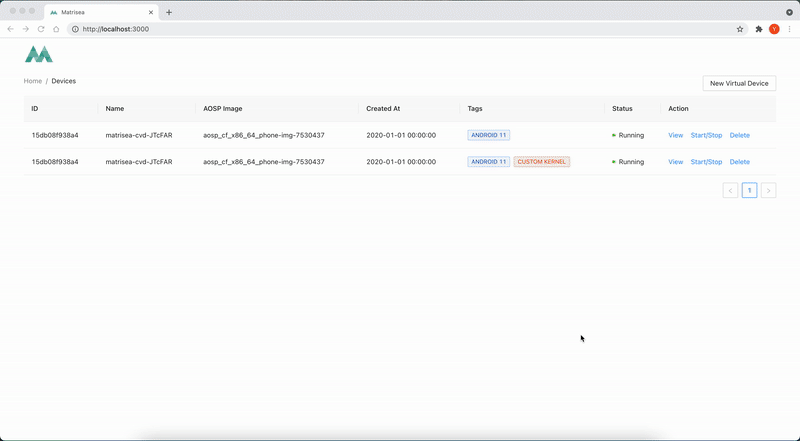 Matrisea
http://localhost:3000
Y
Home / Devices
New Virtual Device
ID Name AOSP Image Created At Tags Status Action
15db08f938a4 matrisea-cvd-JTcFAR aosp_cf_x86_64_phone-img-7530437 2020-01-01 00:00:00 ANDROID 11 Running View Start/Stop Delete
15db08f938a4 matrisea-cvd-JTcFAR aosp_cf_x86_64_phone-img-7530437 2020-01-01 00:00:00 ANDROID 11 CUSTOM KERNEL Running View Start/Stop Delete
1